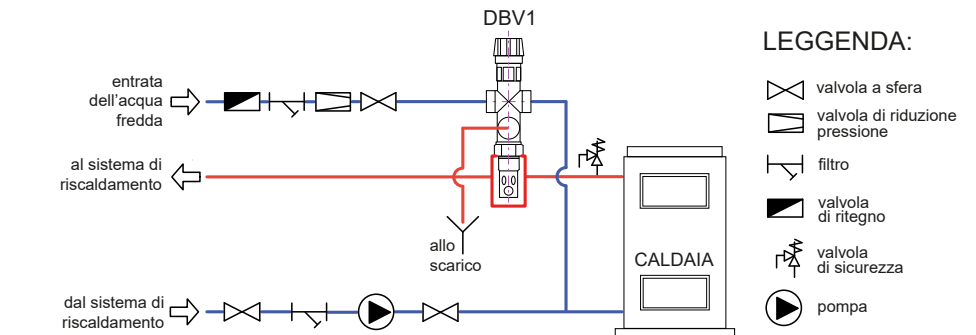 DBV1
entrata
dell'acqua
fredda
al sistema di
riscaldamento
allo
scarico
dal sistema di
riscaldamento
CALDAIA
LEGGENDA:
valvola a sfera
valvola di riduzione
pressione
filtro
valvola
di ritegno
valvola
di sicurezza
pompa